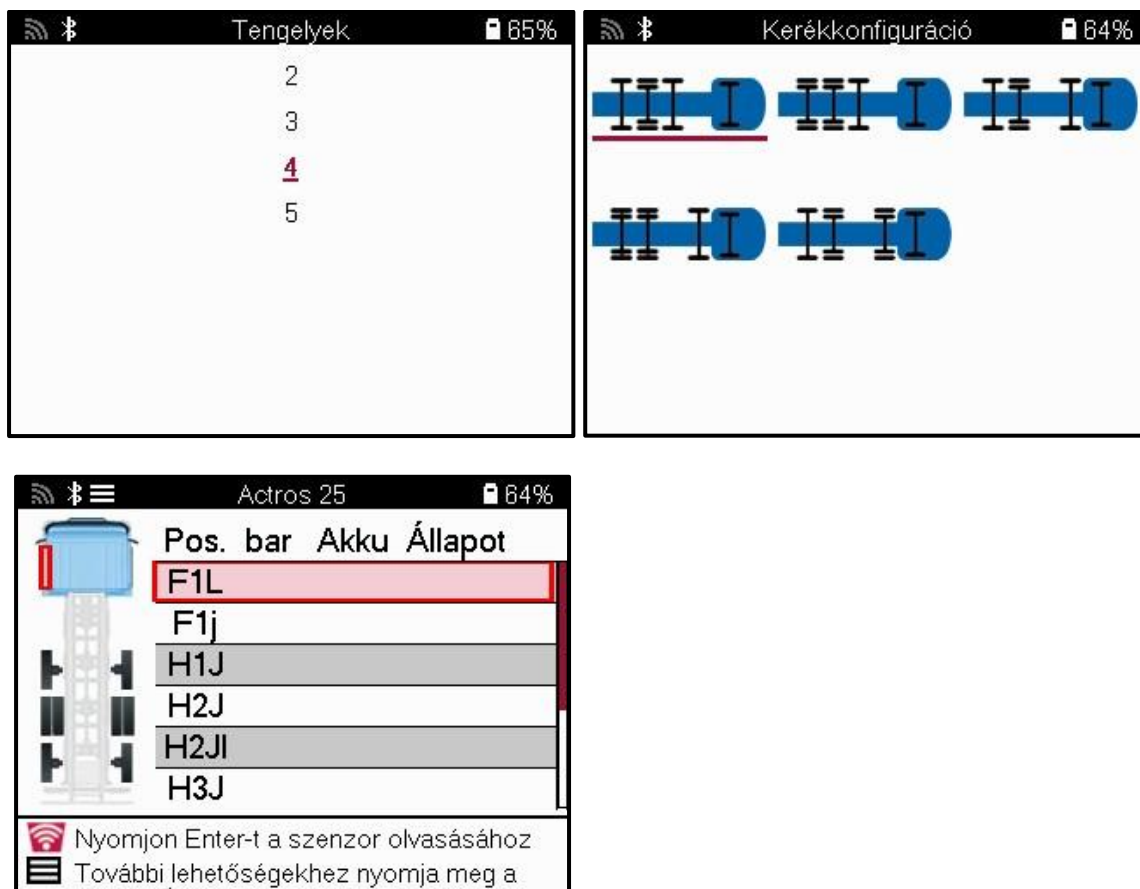 Tengelyek 65%
2
3
4
5
Kerékkonfiguráció 64%
Actros 25 64%
Pos. bar Akku Állapot
F1L
F1j
H1J
H2J
H2JI
H3J
Nyomjon Enter-t a szenzor olvasásához
További lehetőségekhez nyomja meg a